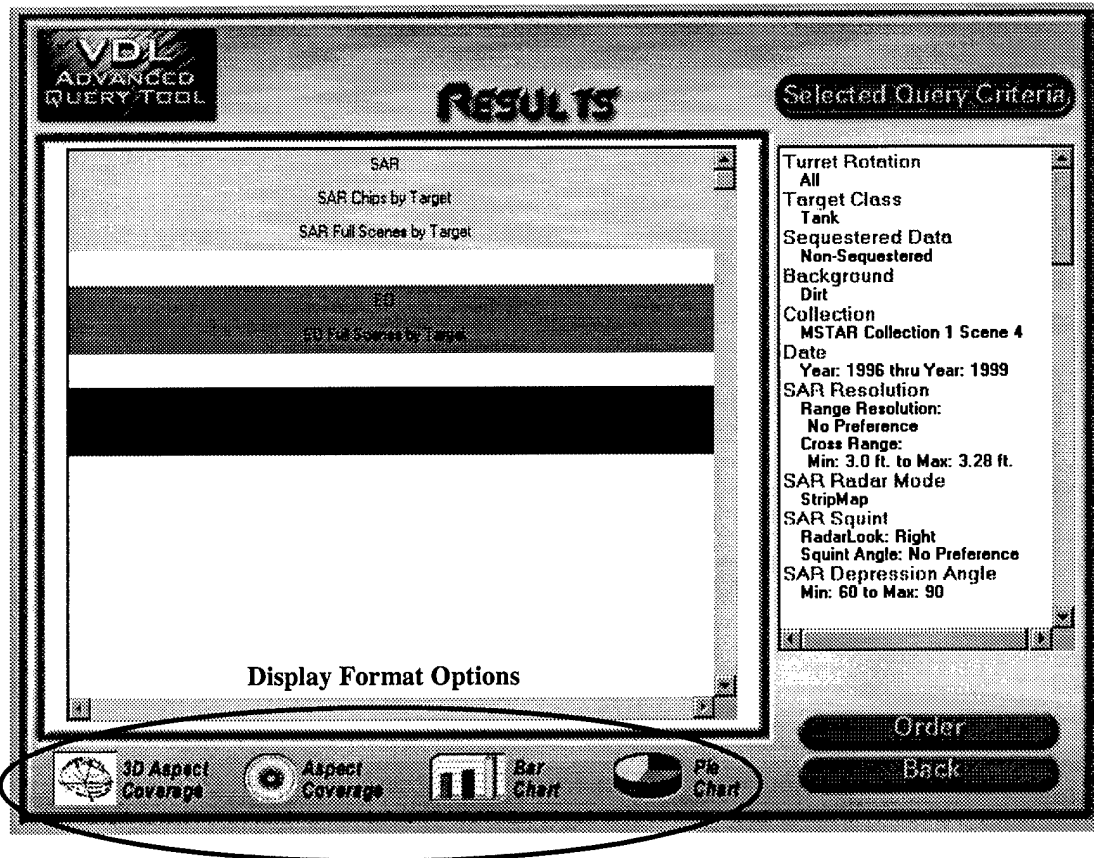 VDL
ADVANCED
QUERY TOOL
RESULTS
Selected Query Criteria
SAR
SAR Chips by Target
SAR Full Scenes by Target
EO
EO Full Scenes by Target
Display Format Options
Turret Rotation
All
Target Class
Tank
Sequestered Data
Non-Sequestered
Background
Dirt
Collection
MSTAR Collection 1 Scene 4
Date
Year: 1996 thru Year: 1999
SAR Resolution
Range Resolution:
No Preference
Cross Range:
Min: 3.0 ft. to Max: 3.28 ft.
SAR Radar Mode
StripMap
SAR Squint
RadarLook: Right
Squint Angle: No Preference
SAR Depression Angle
Min: 60 to Max: 90
3D Aspect
Coverage
Aspect
Coverage
Bar
Chart
Pie
Chart
Order
Back